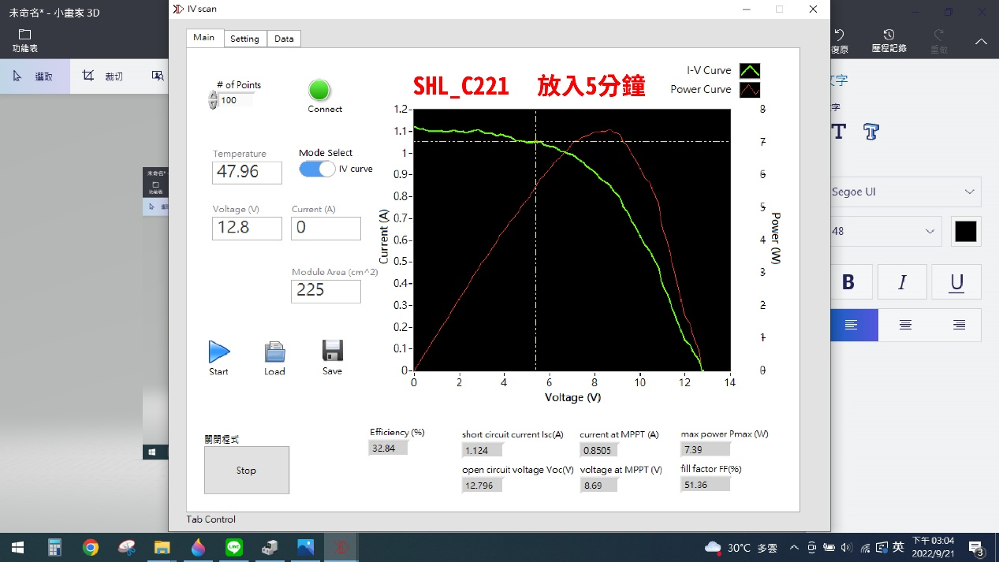 未命名* - 小畫家 3D
功能表
選取
裁切
復原
歷程記錄
重做
文字
Segoe UI
48
B
I
U
未命名*
功能表
IV scan
Main
Setting
Data
# of Points
100
Connect
SHL_C221 放入5分鐘
I-V Curve
Power Curve
Temperature
47.96
Mode Select
IV curve
Voltage (V)
12.8
Current (A)
0
Module Area (cm^2)
225
Start
Load
Save
Current (A)
1.2
1.1
1
0.9
0.8
0.7
0.6
0.5
0.4
0.3
0.2
0.1
0
0
2
4
6
8
10
12
14
Voltage (V)
8
7
6
5
4
3
2
1
0
Power (W)
關閉程式
Stop
Efficiency (%)
32.84
short circuit current Isc(A)
1.124
current at MPPT (A)
0.8505
max power Pmax (W)
7.39
open circuit voltage Voc(V)
12.796
voltage at MPPT (V)
8.69
fill factor FF(%)
51.36
Tab Control
LINE
30°C 多雲
英
下午 03:04
2022/9/21
3